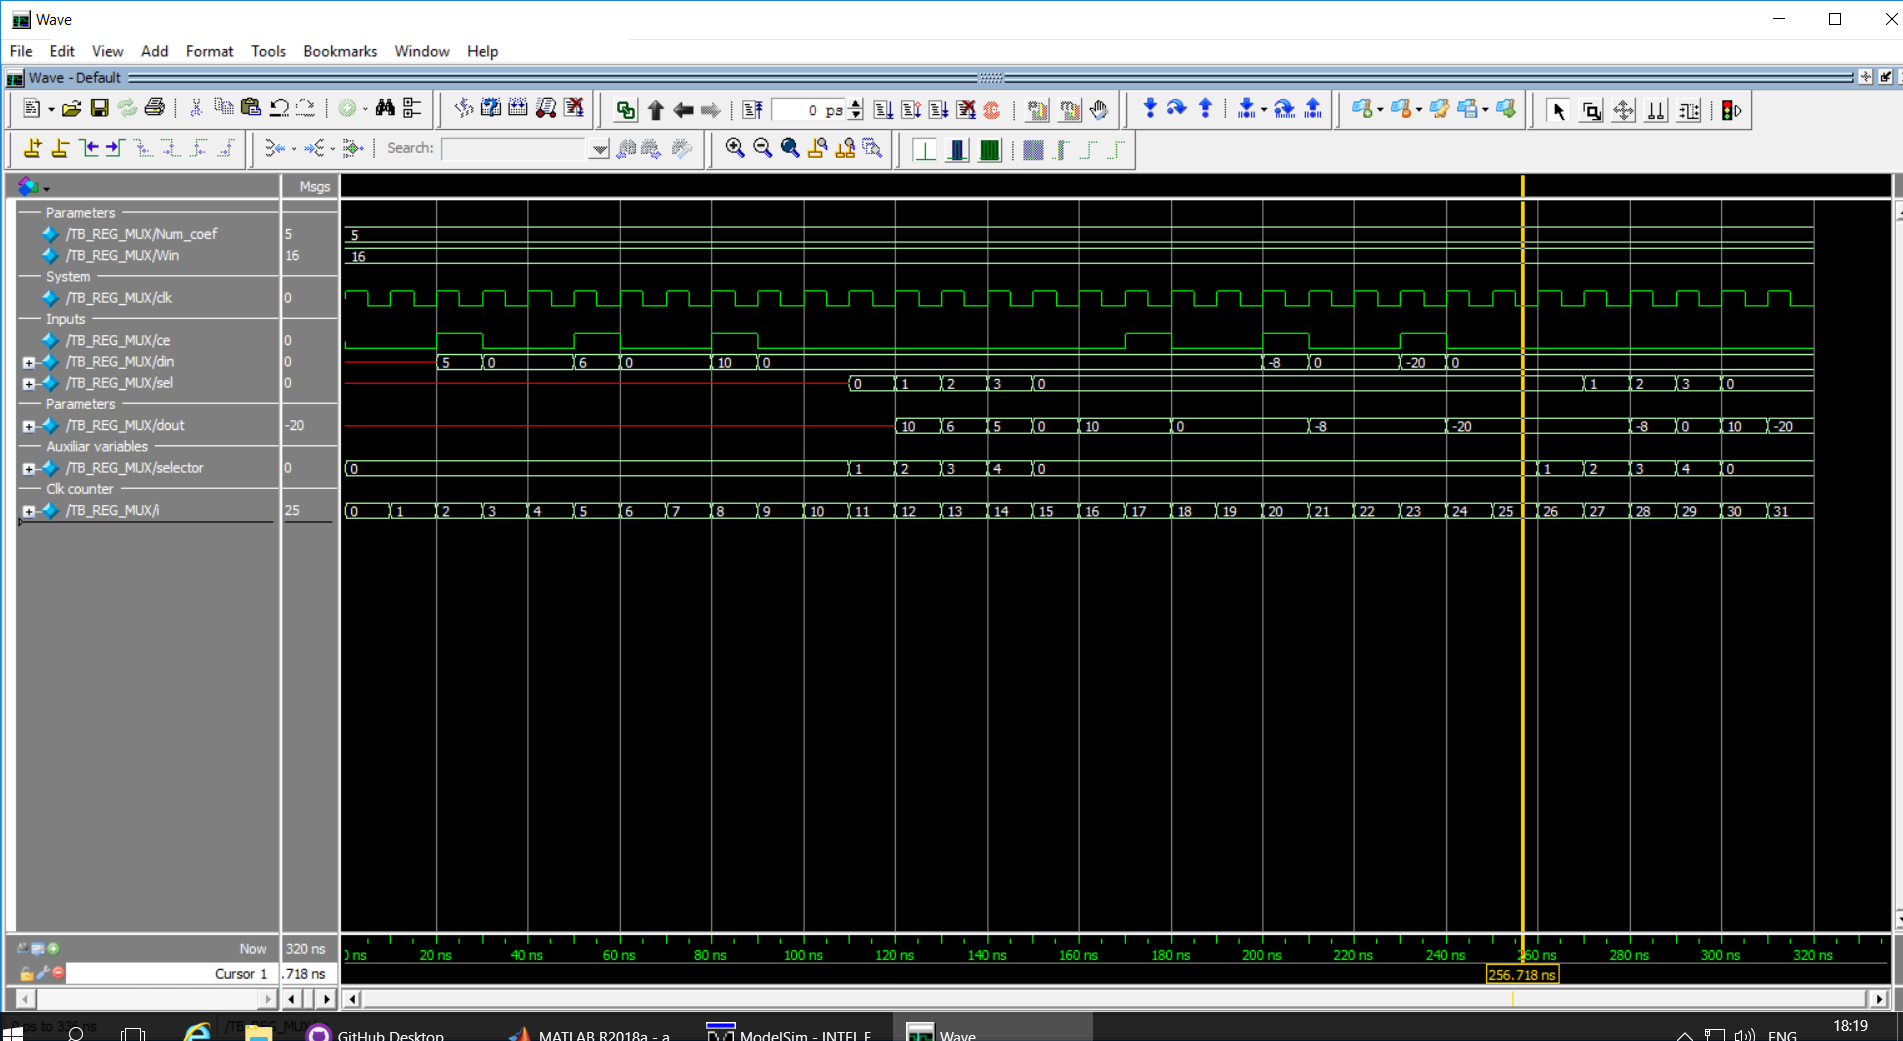 Wave
File Edit View Add Format Tools Bookmarks Window Help
Wave - Default
0 ps
Search:
Msgs
Parameters
/TB_REG_MUX/Num_coef 5 5
/TB_REG_MUX/Win 16 16
System
/TB_REG_MUX/clk 0
Inputs
/TB_REG_MUX/ce 0
/TB_REG_MUX/din 0 5 0 6 0 10 0 -8 0 -20 0
/TB_REG_MUX/sel 0 0 1 2 3 0 1 2 3 0
Parameters
/TB_REG_MUX/dout -20 10 6 5 0 10 0 -8 -20 -8 0 10 -20
Auxiliar variables
/TB_REG_MUX/selector 0 0 1 2 3 4 0 1 2 3 4 0
Clk counter
/TB_REG_MUX/i 25 0 1 2 3 4 5 6 7 8 9 10 11 12 13 14 15 16 17 18 19 20 21 22 23 24 25 26 27 28 29 30 31
Now 320 ns
ns 20 ns 40 ns 60 ns 80 ns 100 ns 120 ns 140 ns 160 ns 180 ns 200 ns 220 ns 240 ns 260 ns 280 ns 300 ns 320 ns
Cursor 1 .718 ns 256.718 ns
GitHub Desktop MATLAB R2018a - a ModelSim - INTEL F Wave ENG 18:19